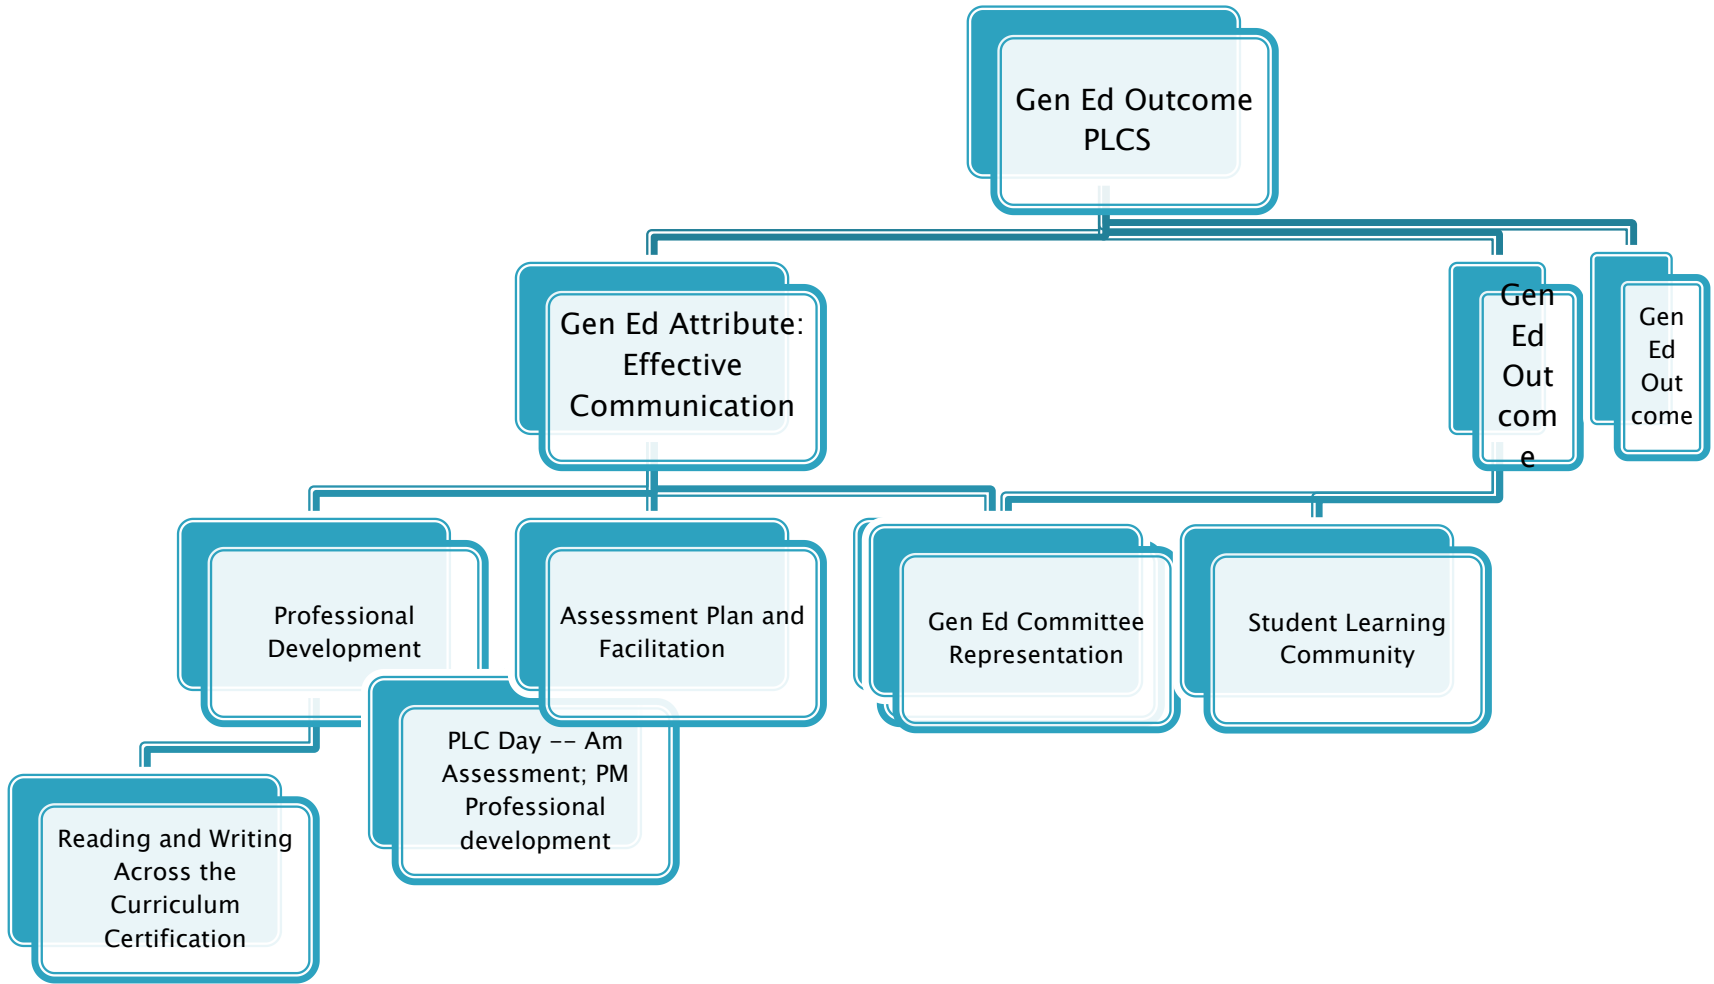 Gen Ed Outcome
PLCS
Gen Ed Attribute:
Effective
Communication
Gen
Ed
Out
com
e
Gen
Ed
Out
come
Professional
Development
Assessment Plan and
Facilitation
Gen Ed Committee
Representation
Student Learning
Community
PLC Day -- Am
Assessment; PM
Professional
development
Reading and Writing
Across the
Curriculum
Certification